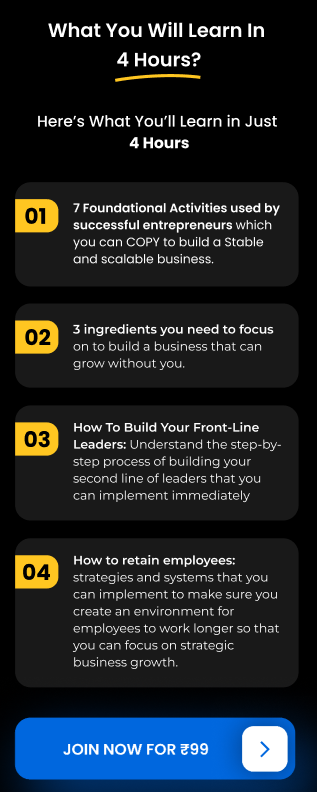 What You Will Learn In
4 Hours?
Here's What You'll Learn in Just
4 Hours
01
7 Foundational Activities used by
successful entrepreneurs which
you can COPY to build a Stable
and scalable business.
02
3 ingredients you need to focus
on to build a business that can
grow without you.
03
How To Build Your Front-Line
Leaders: Understand the step-by-
step process of building your
second line of leaders that you
can implement immediately
04
How to retain employees:
strategies and systems that you
can implement to make sure you
create an environment for
employees to work longer so that
you can focus on strategic
business growth.
JOIN NOW FOR ₹99